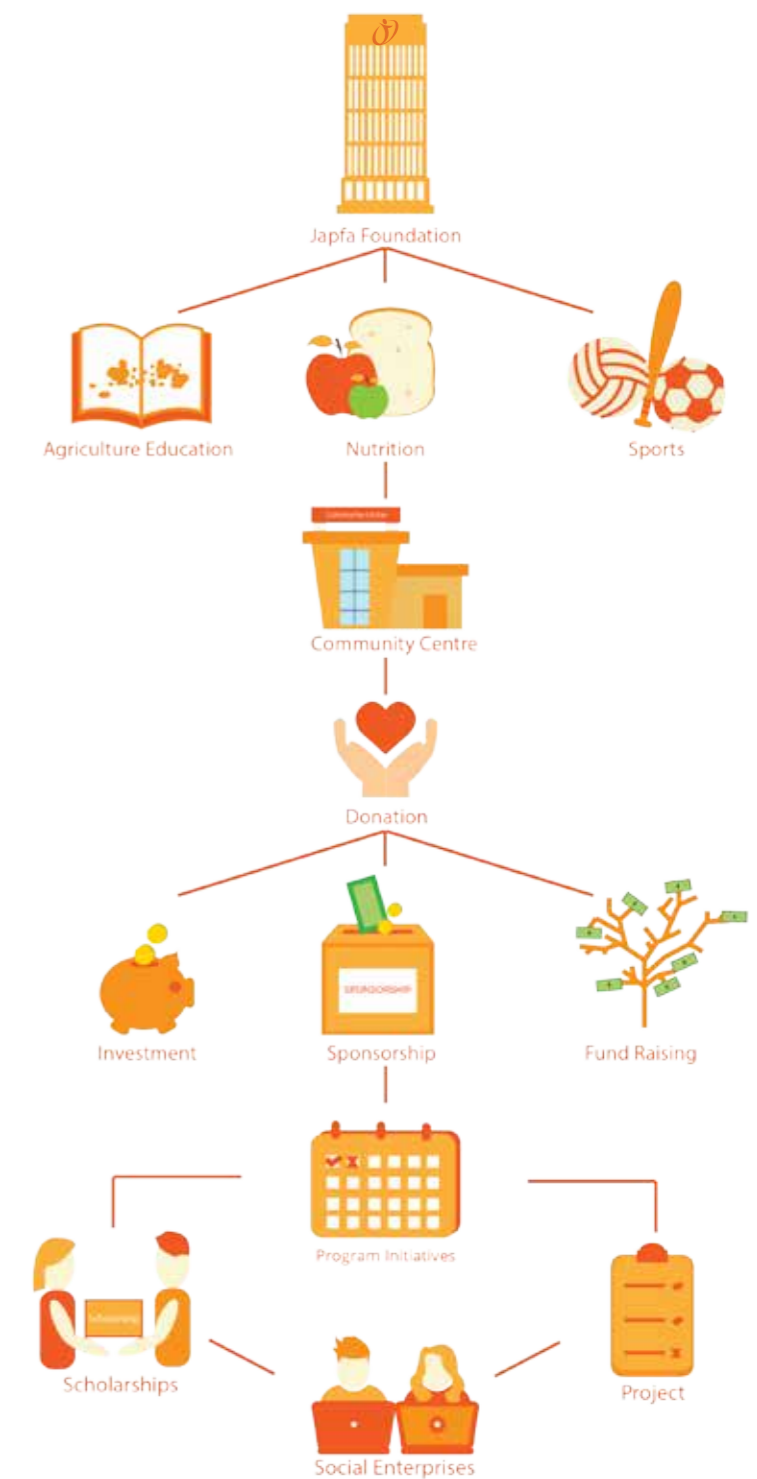 Japfa Foundation
Agriculture Education
Nutrition
Sports
Community Centre
Donation
SPONSORSHIP
Investment
Sponsorship
Fund Raising
Program Initiatives
Scholarships
Project
Social Enterprises